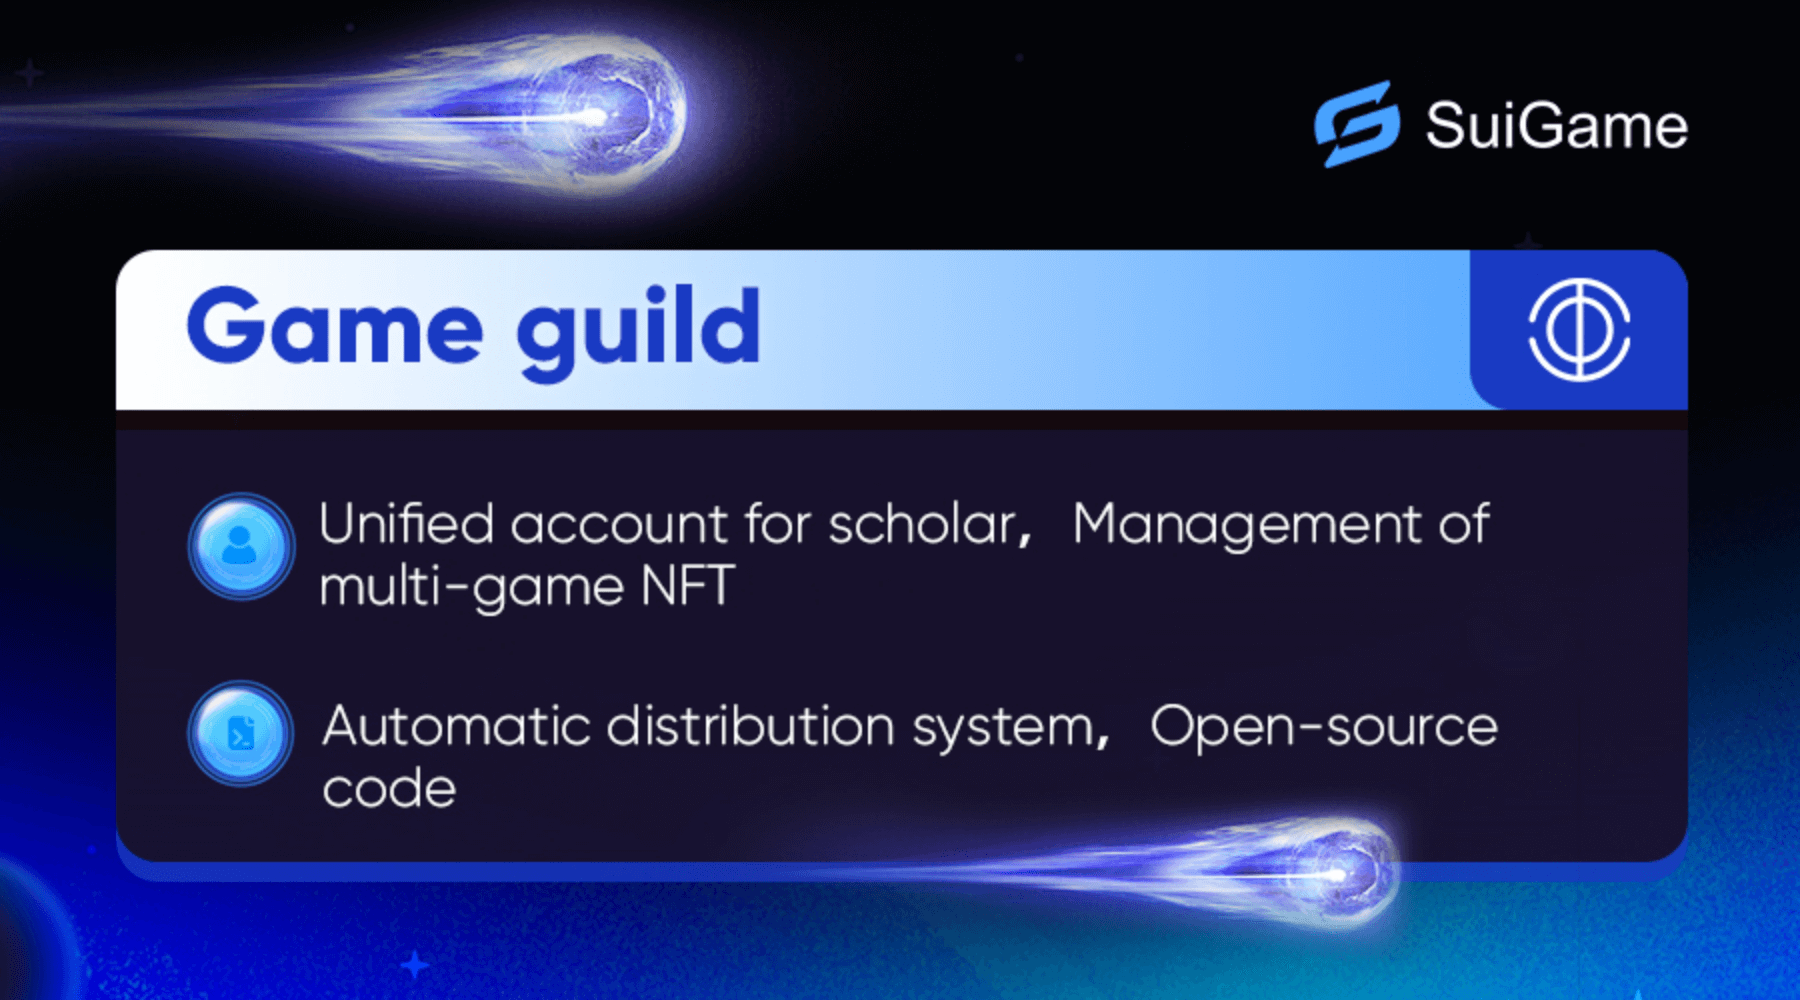 SuiGame
Game guild
Unified account for scholar， Management of
multi-game NFT
Automatic distribution system， Open-source
code